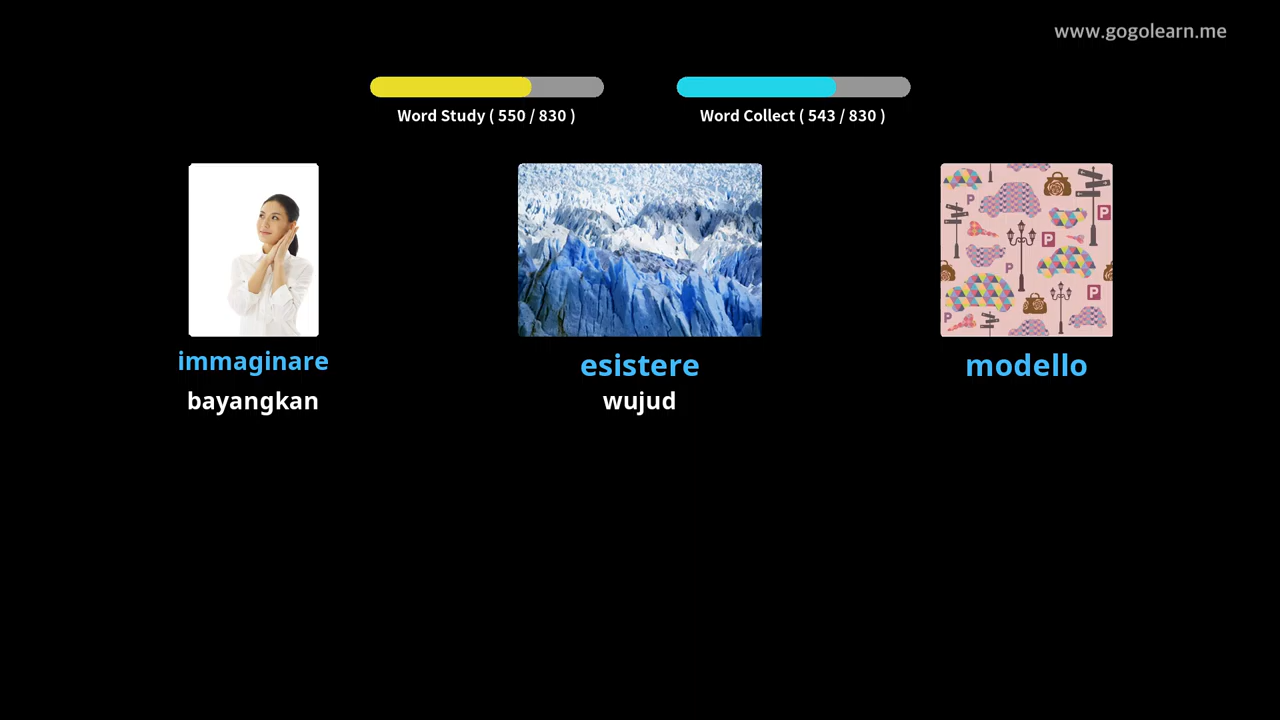 www.gogolearn.me
Word Study ( 550 / 830 )
Word Collect ( 543 / 830 )
immaginare
esistere
modello
bayangkan
wujud
P
P
P
P
P
P